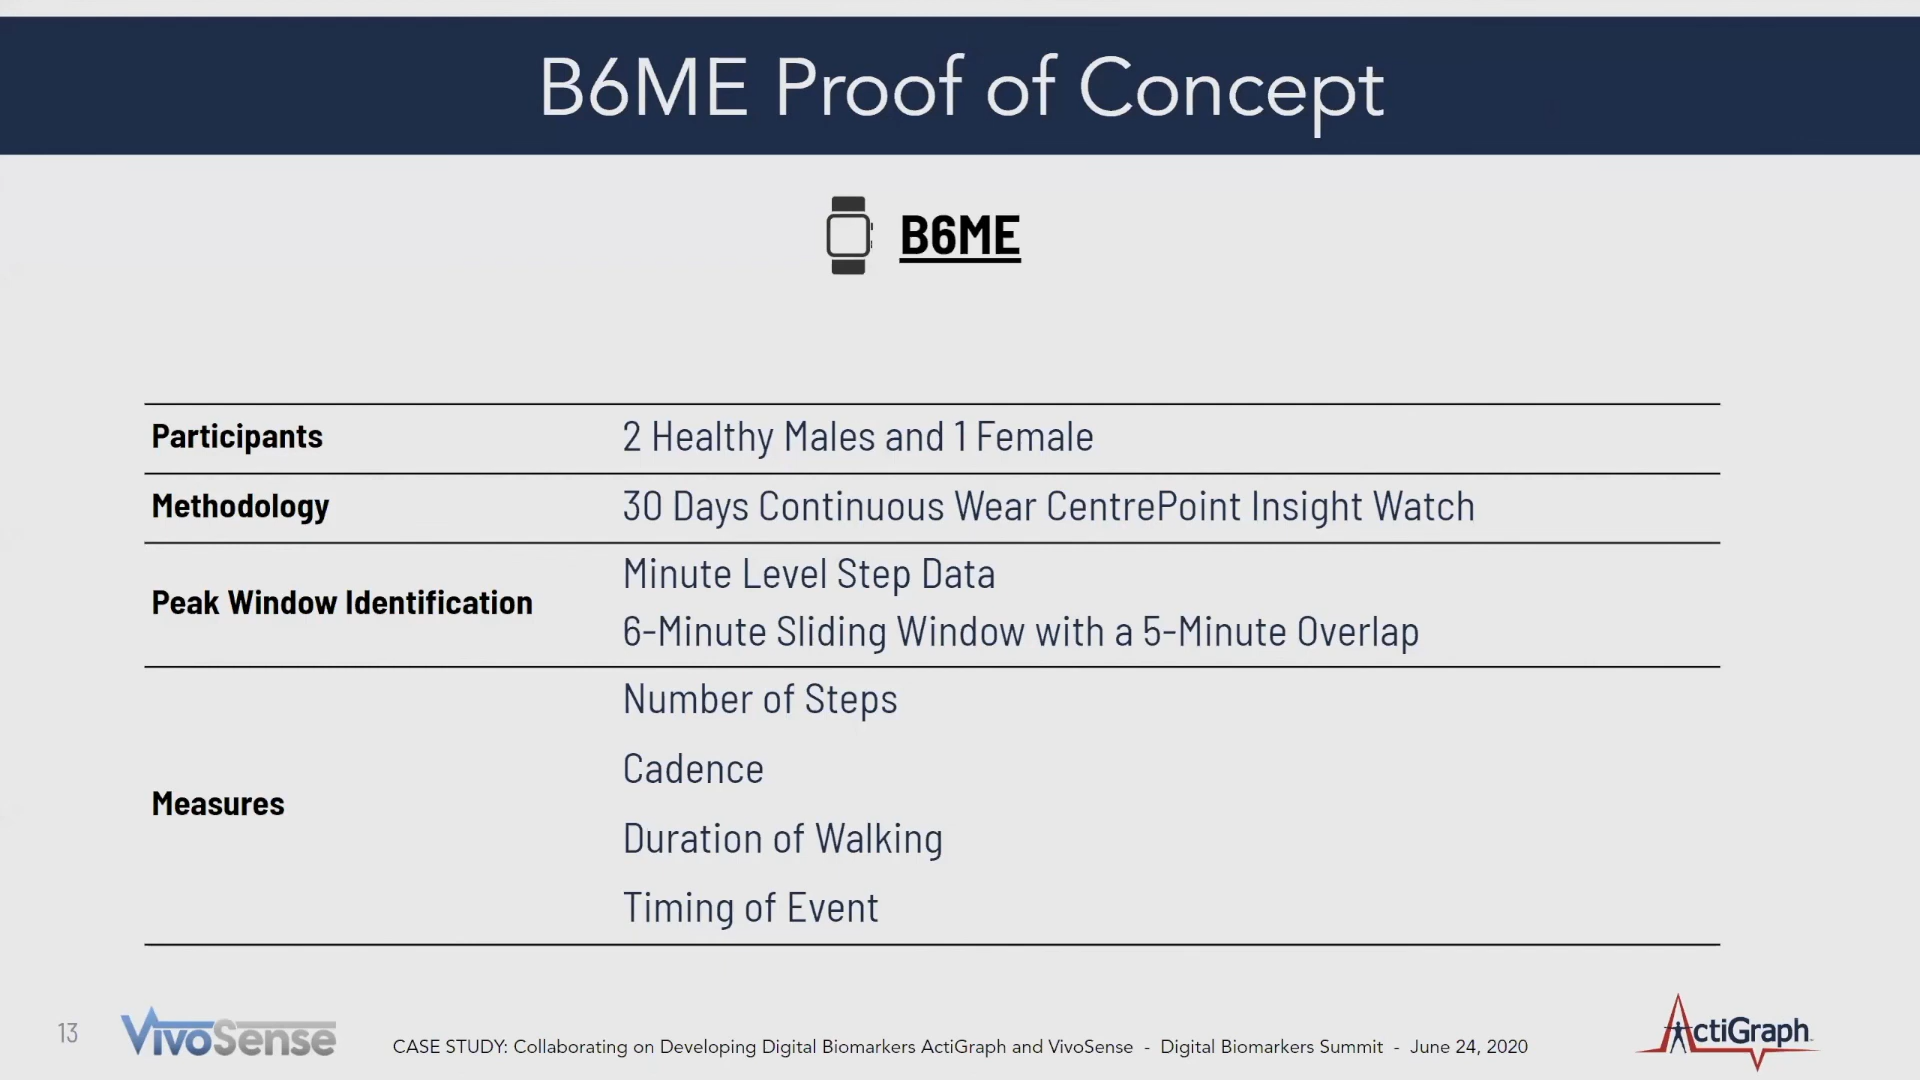 B6ME Proof of Concept
B6ME
Participants
2 Healthy Males and 1 Female
Methodology
30 Days Continuous Wear CentrePoint Insight Watch
Peak Window Identification
Minute Level Step Data
6-Minute Sliding Window with a 5-Minute Overlap
Measures
Number of Steps
Cadence
Duration of Walking
Timing of Event
13
VivoSense
CASE STUDY: Collaborating on Developing Digital Biomarkers ActiGraph and VivoSense - Digital Biomarkers Summit - June 24, 2020
ActiGraph